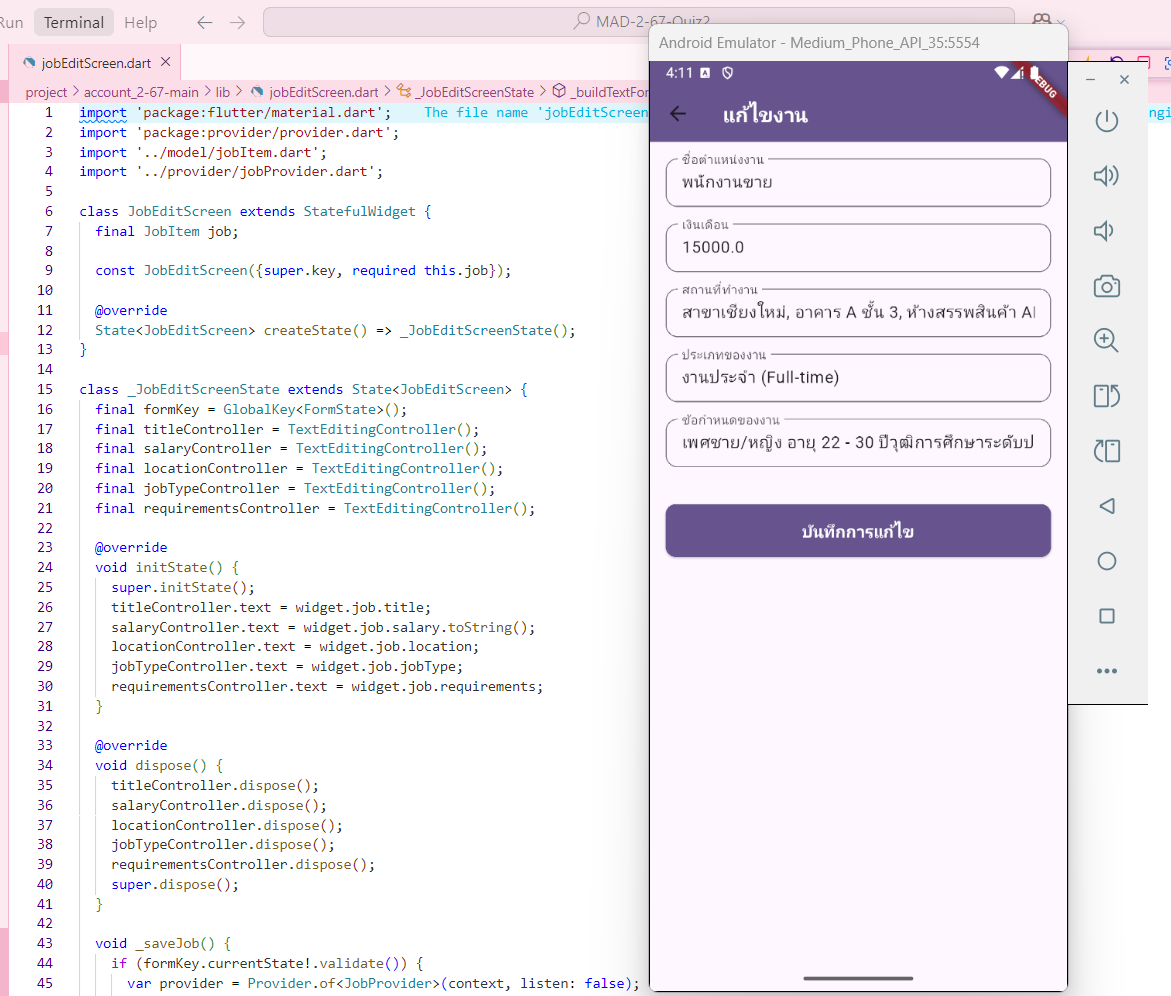 Run Terminal Help MAD-2-67-Quiz2
jobEditScreen.dart
project > account_2-67-main > lib > jobEditScreen.dart > _JobEditScreenState > _buildTextFor
1 import 'package:flutter/material.dart'; The file name 'jobEditScreen
2 import 'package:provider/provider.dart';
3 import '../model/jobItem.dart';
4 import '../provider/jobProvider.dart';
5
6 class JobEditScreen extends StatefulWidget {
7 final JobItem job;
8
9 const JobEditScreen({super.key, required this.job});
10
11 @override
12 State<JobEditScreen> createState() => _JobEditScreenState();
13 }
14
15 class _JobEditScreenState extends State<JobEditScreen> {
16 final formKey = GlobalKey<FormState>();
17 final titleController = TextEditingController();
18 final salaryController = TextEditingController();
19 final locationController = TextEditingController();
20 final jobTypeController = TextEditingController();
21 final requirementsController = TextEditingController();
22
23 @override
24 void initState() {
25 super.initState();
26 titleController.text = widget.job.title;
27 salaryController.text = widget.job.salary.toString();
28 locationController.text = widget.job.location;
29 jobTypeController.text = widget.job.jobType;
30 requirementsController.text = widget.job.requirements;
31 }
32
33 @override
34 void dispose() {
35 titleController.dispose();
36 salaryController.dispose();
37 locationController.dispose();
38 jobTypeController.dispose();
39 requirementsController.dispose();
40 super.dispose();
41 }
42
43 void _saveJob() {
44 if (formKey.currentState!.validate()) {
45 var provider = Provider.of<JobProvider>(context, listen: false);
Android Emulator - Medium_Phone_API_35:5554
4:11
DEBUG
แก้ไขงาน
ชื่อตำแหน่งงาน
พนักงานขาย
เงินเดือน
15000.0
สถานที่ทำงาน
สาขาเชียงใหม่, อาคาร A ชั้น 3, ห้างสรรพสินค้า A
ประเภทของงาน
งานประจำ (Full-time)
ข้อกำหนดของงาน
เพศชาย/หญิง อายุ 22 - 30 ปีวุฒิการศึกษาระดับป
บันทึกการแก้ไข